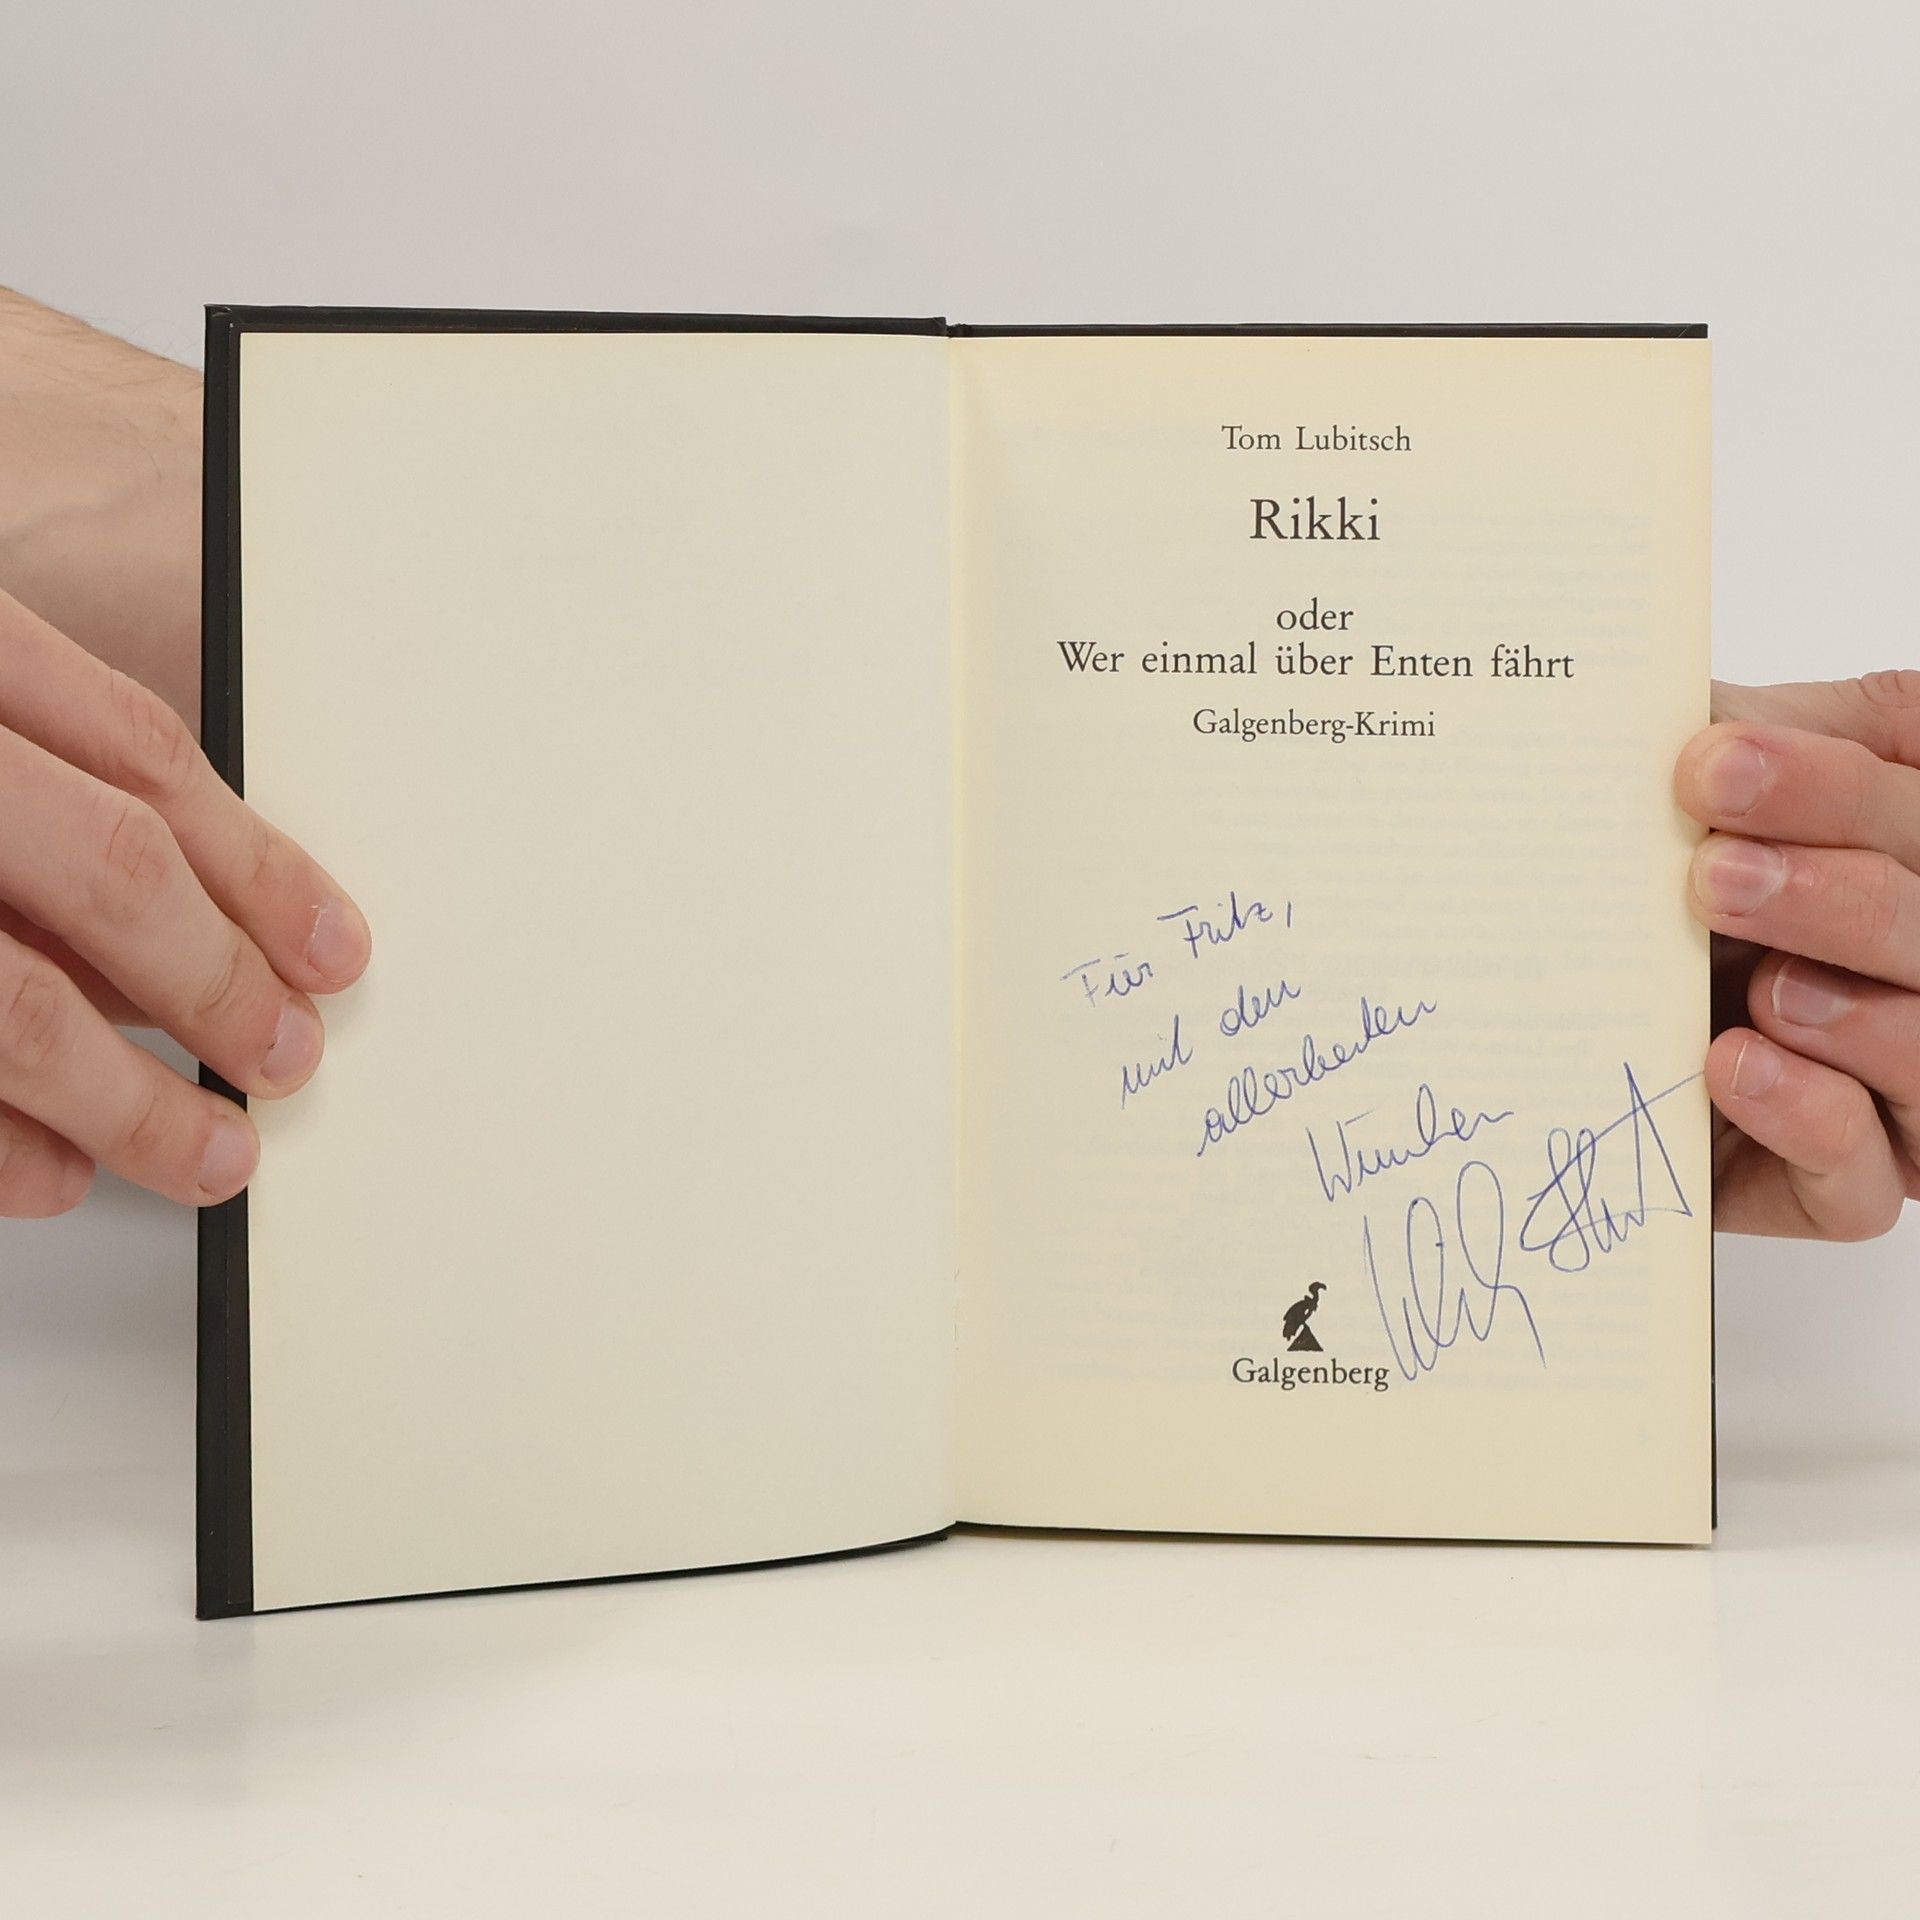 Tom Lubitsch
Rikki
oder
Wer einmal über Enten fährt
Galgenberg-Krimi
Für Fritz,
mit den
allerbesten
Wünschen
Galgenberg